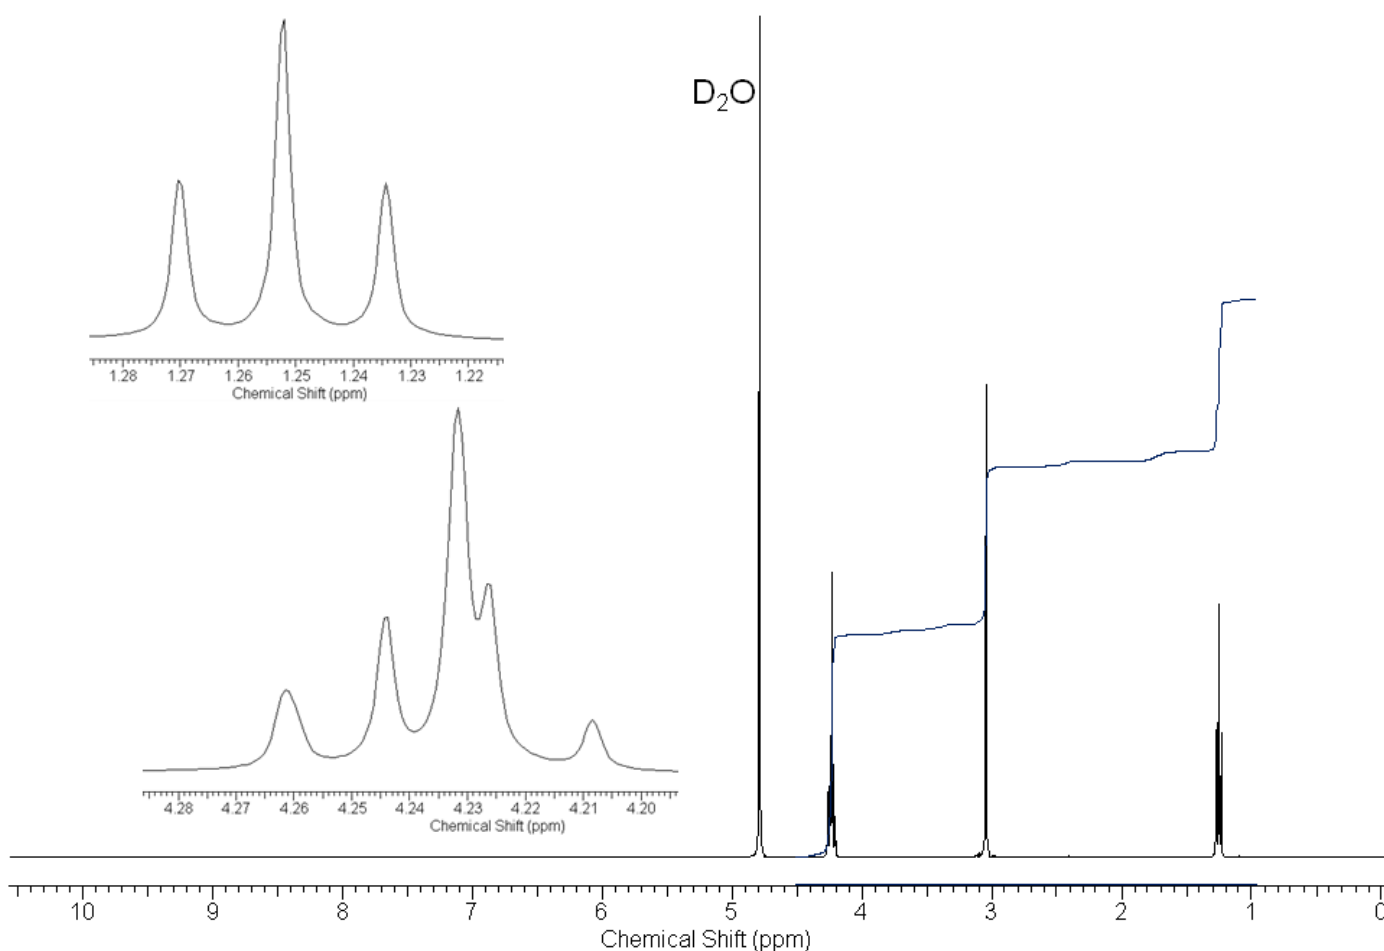 D₂O
1.28 1.27 1.26 1.25 1.24 1.23 1.22
Chemical Shift (ppm)
4.28 4.27 4.26 4.25 4.24 4.23 4.22 4.21 4.20
Chemical Shift (ppm)
10 9 8 7 6 5 4 3 2 1 0
Chemical Shift (ppm)